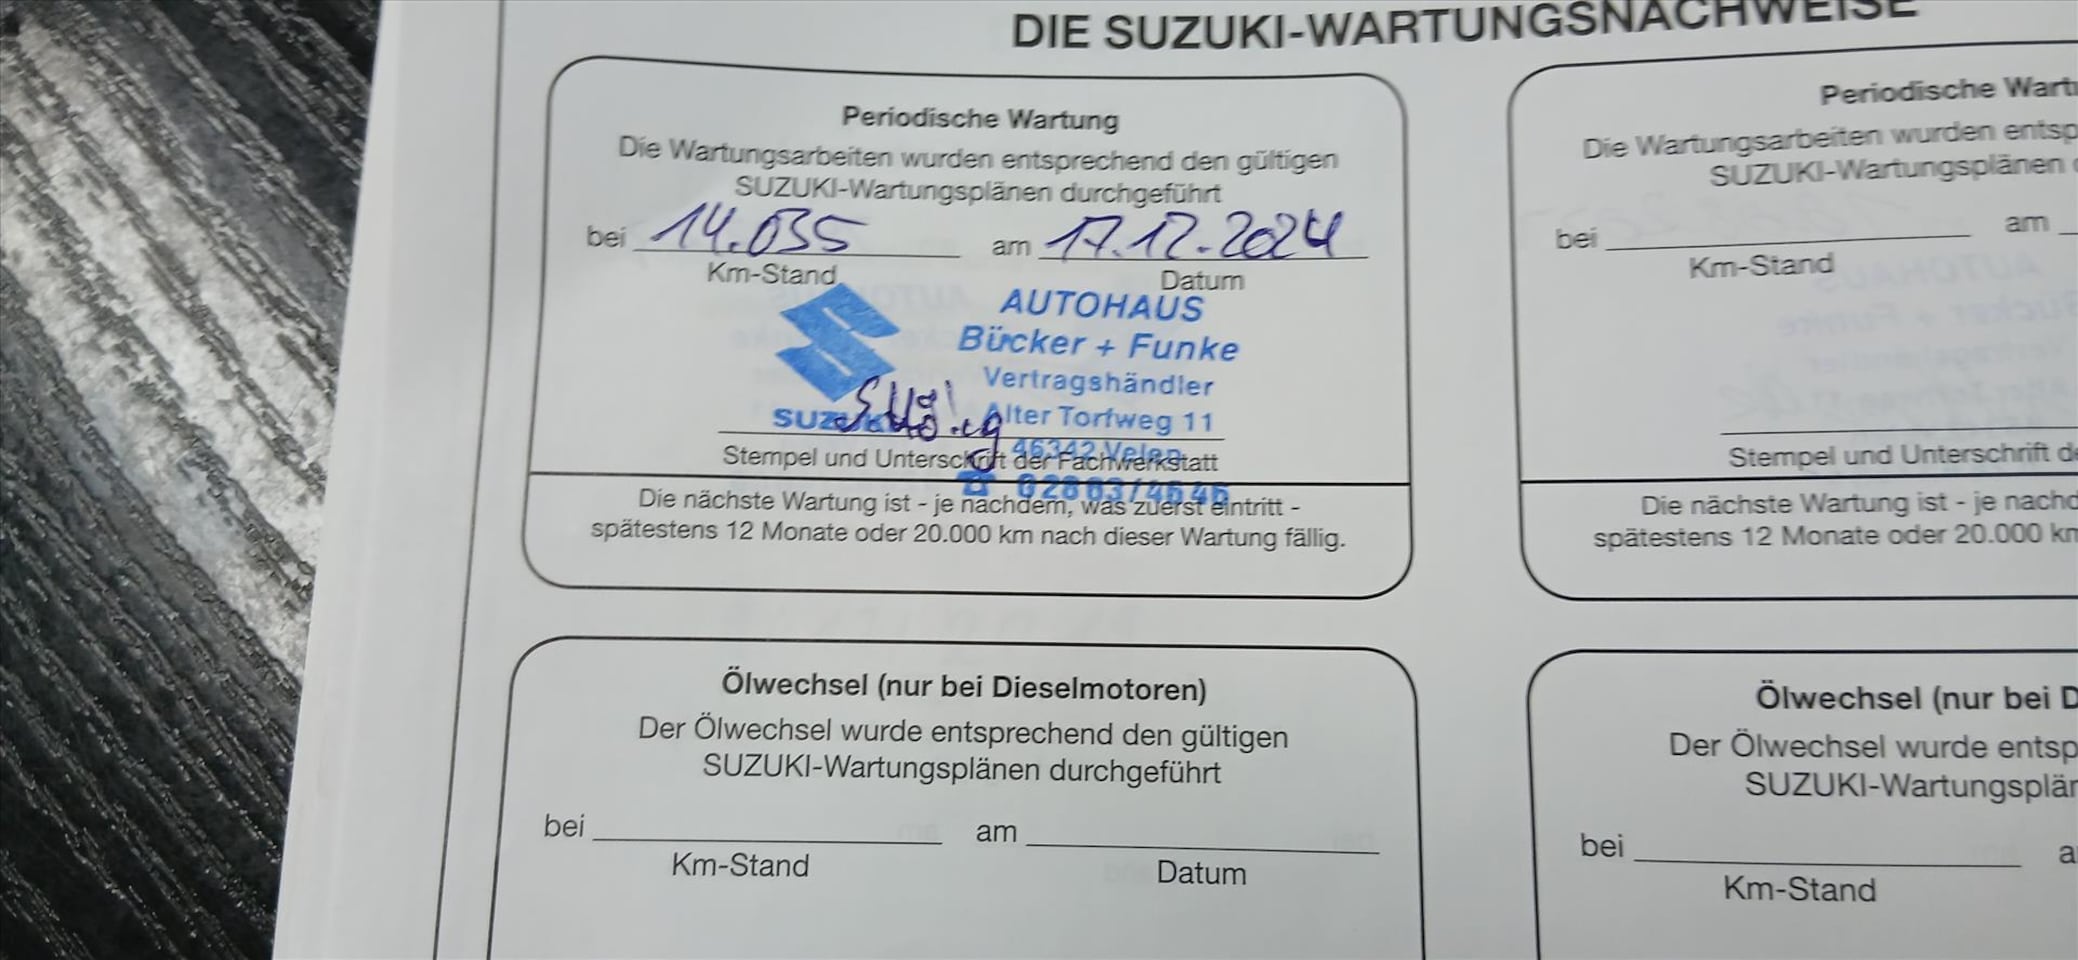 DIE SUZUKI-WARTUNGSNACHWEISE
Periodische Wartung
Die Wartungsarbeiten wurden entsprechend den gültigen
SUZUKI-Wartungsplänen durchgeführt
bei 14.035 am 17.12.2024
Km-Stand Datum
AUTOHAUS
Bücker + Funke
Vertragshändler
SUZUKI Alter Torfweg 11
46342 Velen
Stempel und Unterschrift der Fachwerkstatt
☎ 02863/4646
Die nächste Wartung ist - je nachdem, was zuerst eintritt -
spätestens 12 Monate oder 20.000 km nach dieser Wartung fällig.
Periodische Wart
Die Wartungsarbeiten wurden entsp
SUZUKI-Wartungsplänen
bei am
Km-Stand
Stempel und Unterschrift de
Die nächste Wartung ist - je nachd
spätestens 12 Monate oder 20.000 km
Ölwechsel (nur bei Dieselmotoren)
Der Ölwechsel wurde entsprechend den gültigen
SUZUKI-Wartungsplänen durchgeführt
bei am
Km-Stand Datum
Ölwechsel (nur bei D
Der Ölwechsel wurde entsp
SUZUKI-Wartungsplän
bei a
Km-Stand